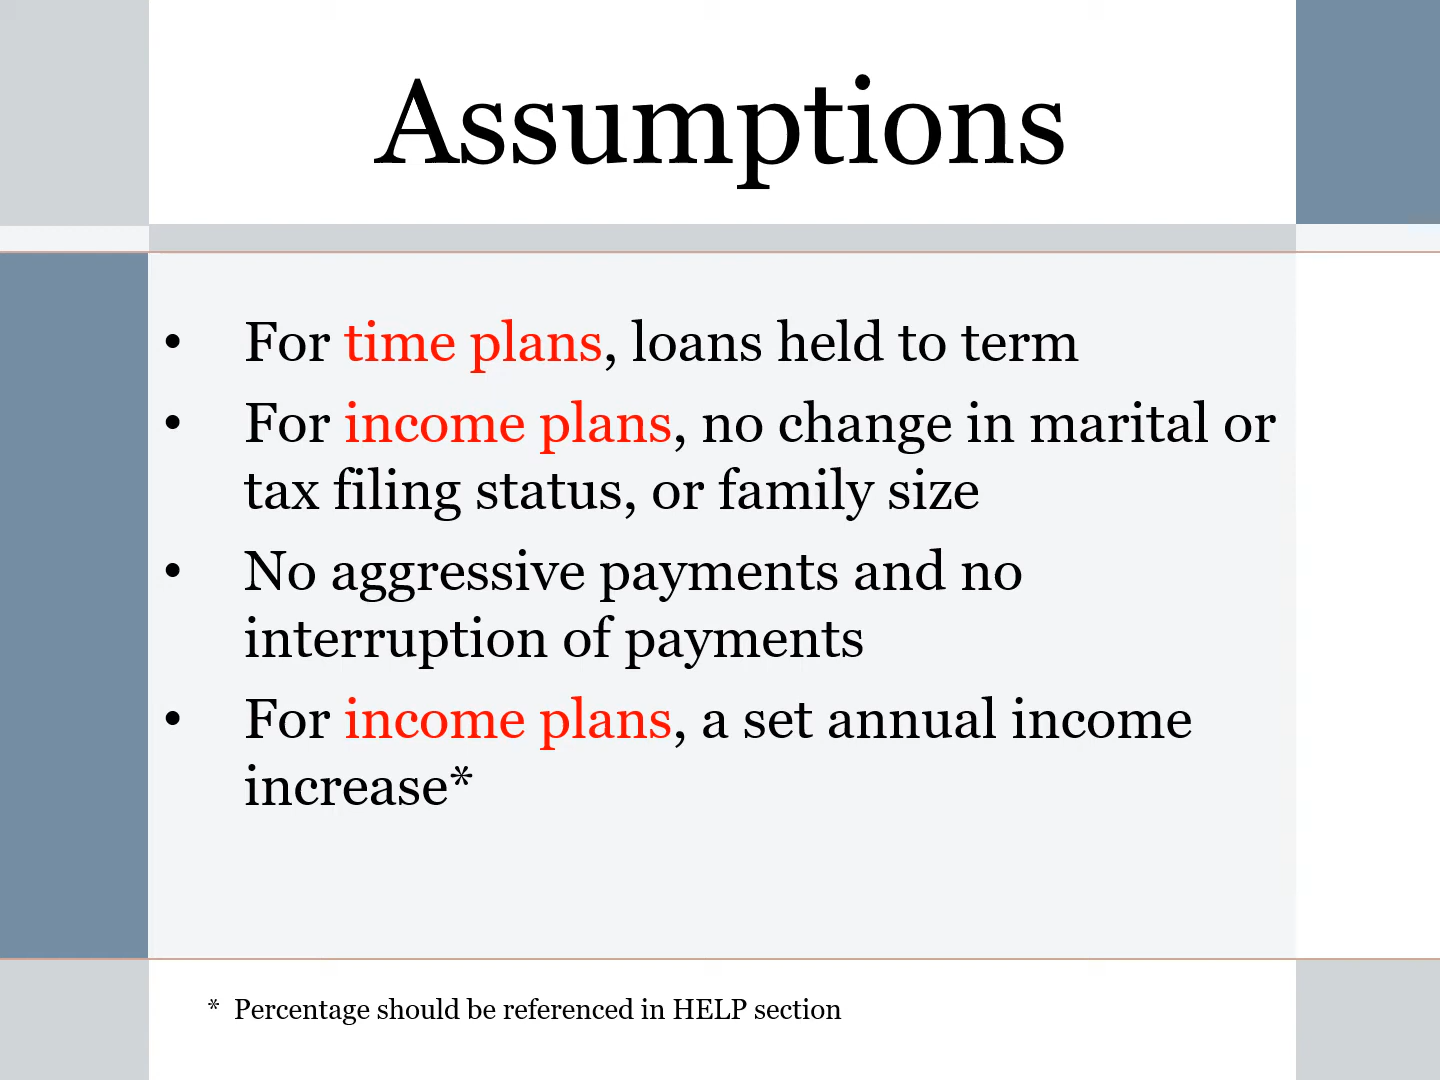 Assumptions
• For time plans, loans held to term
• For income plans, no change in marital or
tax filing status, or family size
• No aggressive payments and no
interruption of payments
• For income plans, a set annual income
increase*
* Percentage should be referenced in HELP section